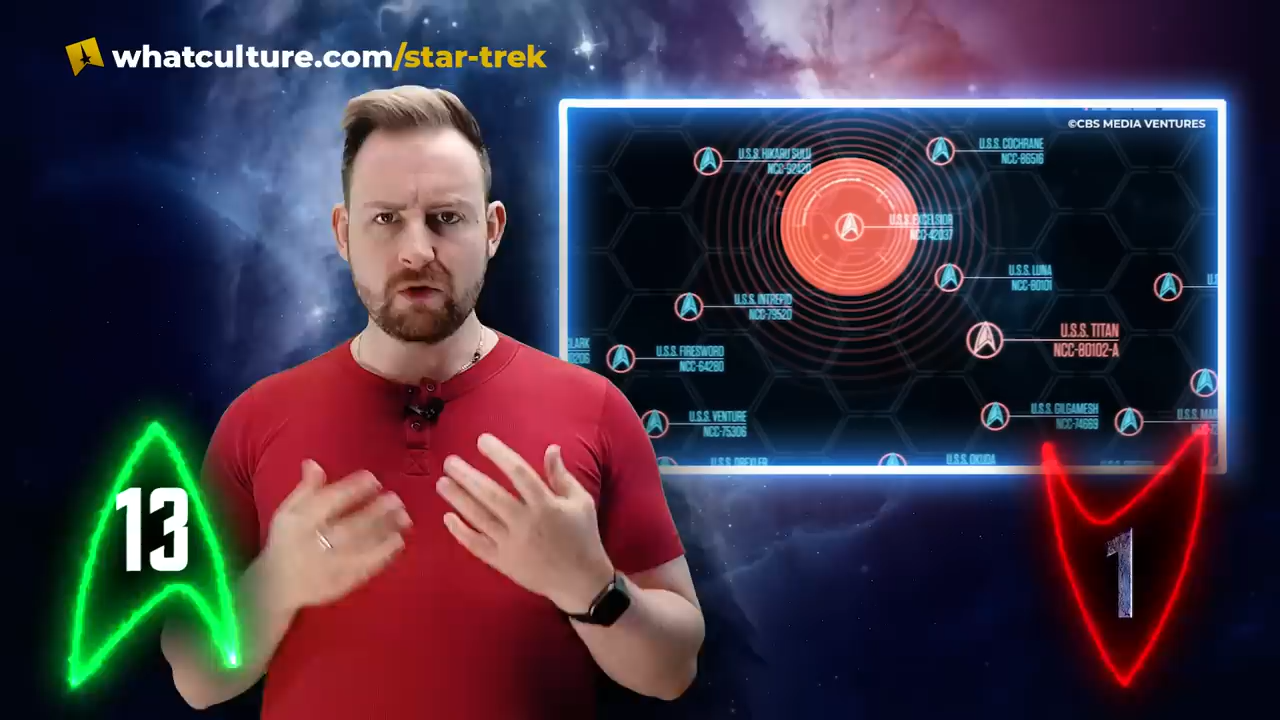 whatculture.com/star-trek
©CBS MEDIA VENTURES
U.S.S. HIKARU SULU
NCC-92420
U.S.S. COCHRANE
NCC-86516
U.S.S. EXCELSIOR
NCC-42037
U.S.S. LUNA
NCC-80101
U.S.S. INTREPID
NCC-79520
U.S.S. TITAN
NCC-80102-A
CLARK
U.S.S. FIRESWORD
NCC-64280
U.S.S. VENTURE
NCC-75306
U.S.S. GILGAMESH
NCC-74669
U.S.S.
U.S.S. DREXLER
U.S.S. OKUDA
13
1